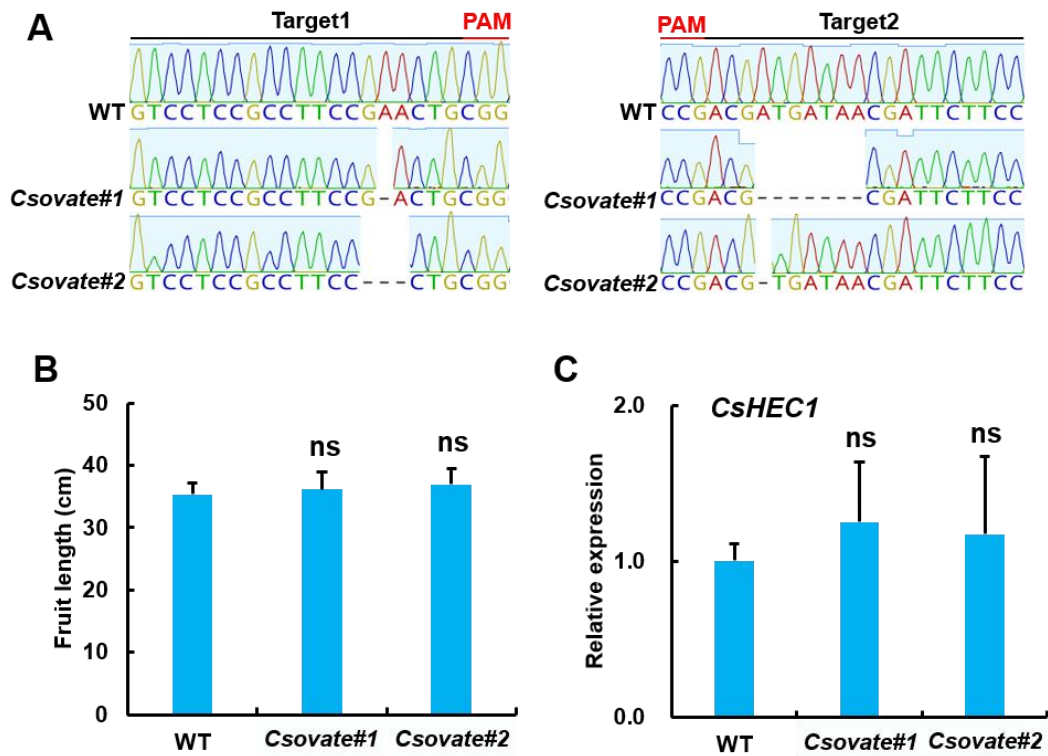 A
Target1 PAM
WT GTCCTCCGCCTTCCGAACTGCGG
Csovate#1 GTCCTCCGCCTTCCG-ACTGCGG
Csovate#2 GTCCTCCGCCTTCC---CTGCGG
PAM Target2
WT CCGACGATGATAACGATTCTTCC
Csovate#1 CCGACG-------CGATTCTTCC
Csovate#2 CCGACG-TGATAACGATTCTTCC
B
Fruit length (cm)
50
40
30
20
10
0
ns
ns
WT Csovate#1 Csovate#2
C
CsHEC1
Relative expression
2.0
1.0
0.0
ns
ns
WT Csovate#1 Csovate#2